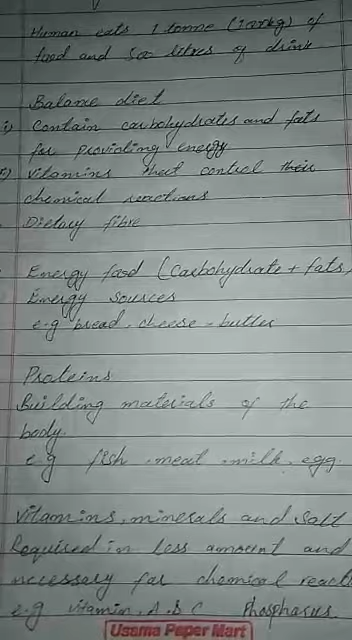 Human eats 1 tonne (1000kg) of
food and 500 litres of drink
Balance diet
i) Contain carbohydrates and fats
for providing energy
ii) Vitamins that control their
chemical reactions
Dietary fibre
Energy food (Carbohydrate + fats)
Energy sources
e.g bread, cheese - butter
Proteins
Building materials of the
body.
e.g fish - meat - milk, egg.
Vitamins, minerals and Salt
Required in less amount and
necessary for chemical react
e.g vitamin, A, B C Phosphorus
Usama Paper Mart